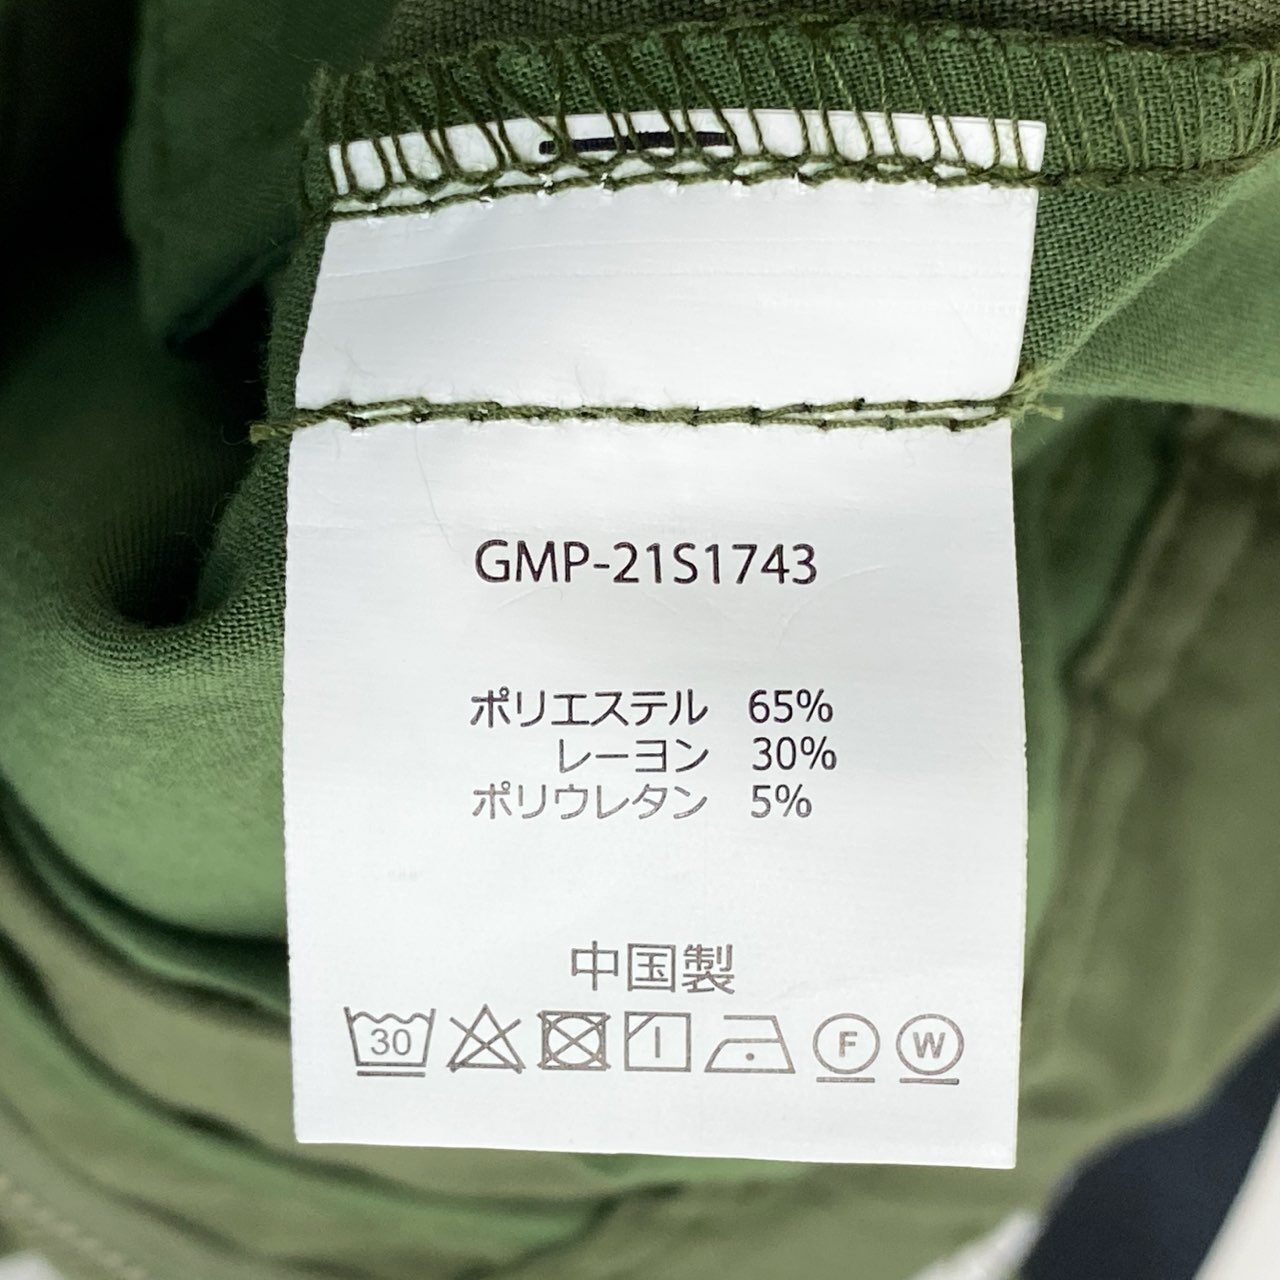 GMP-21S1743
ポリエステル 65%
レーヨン 30%
ポリウレタン 5%
中国製
30 F W